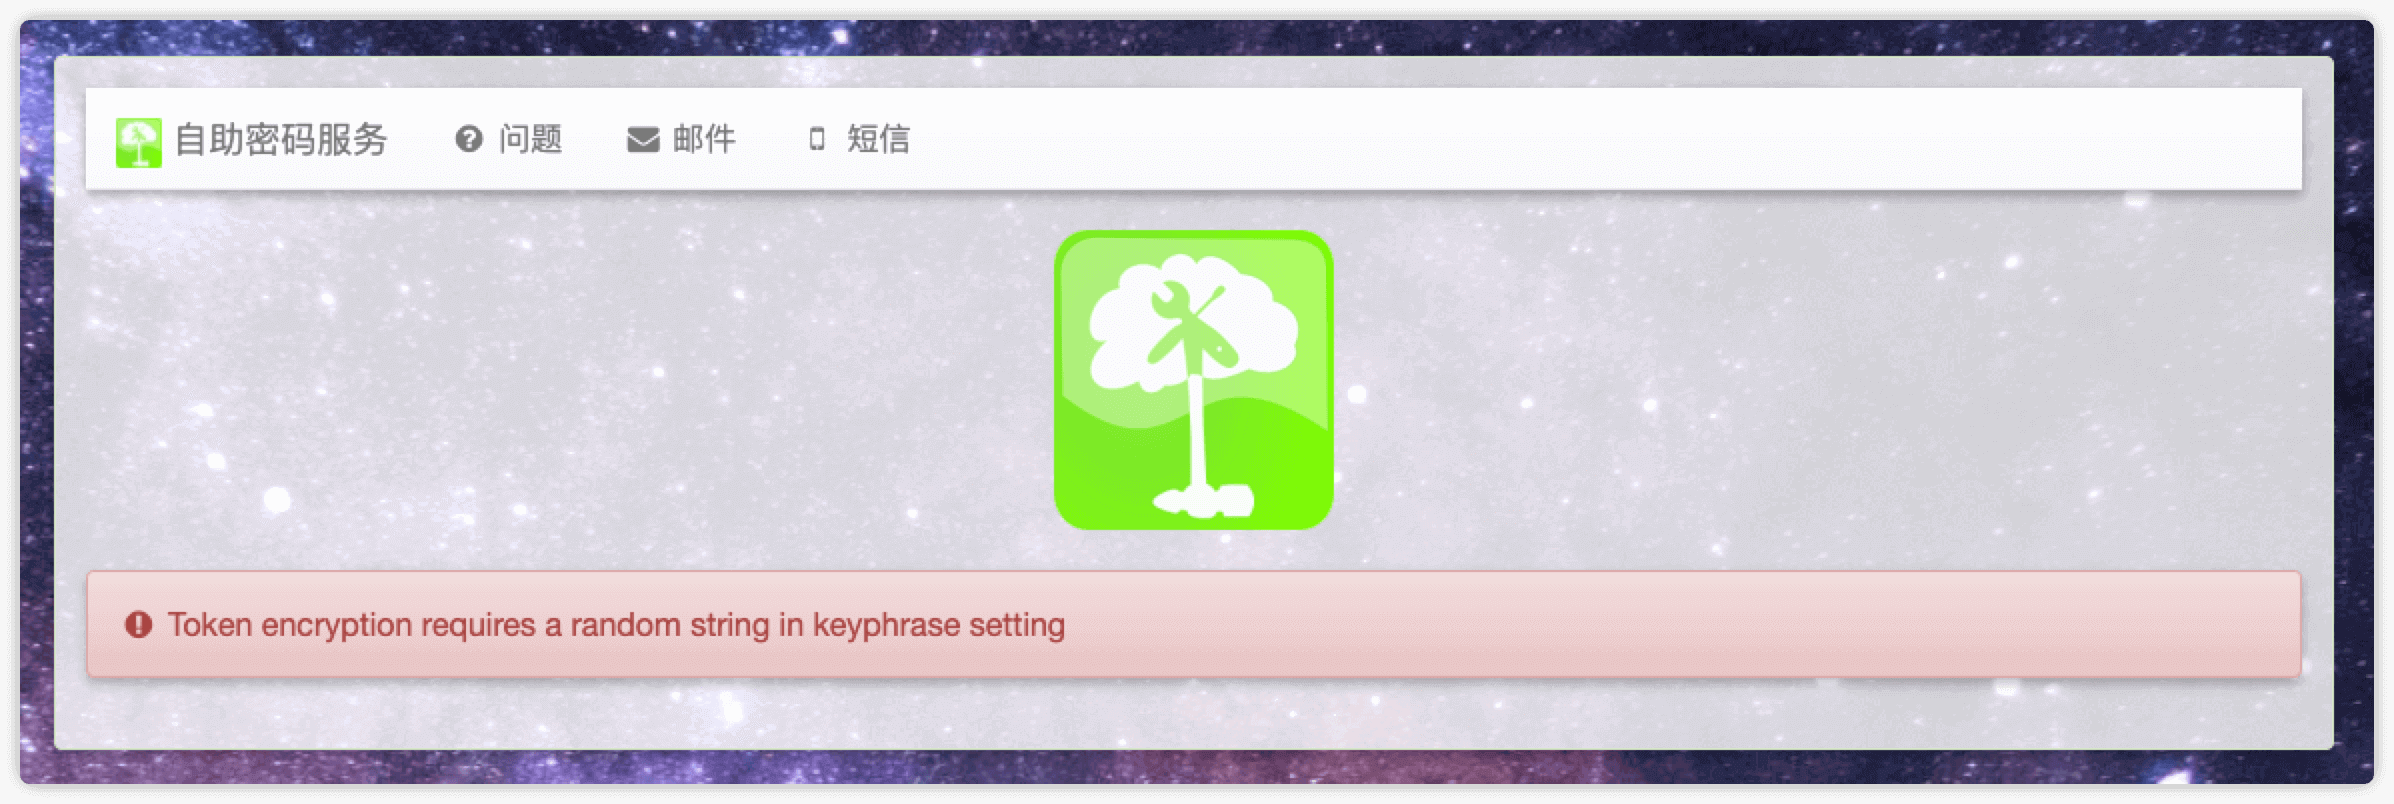 自助密码服务 问题 邮件 短信
Token encryption requires a random string in keyphrase setting